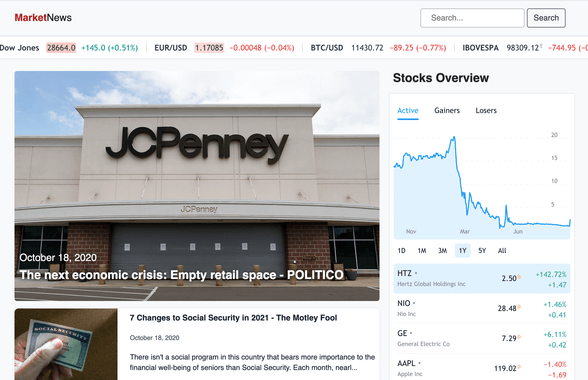 MarketNews
Search...
Search
Dow Jones 28664.0 +145.0 (+0.51%) EUR/USD 1.17085 −0.00048 (−0.04%) BTC/USD 11430.72 −89.25 (−0.77%) IBOVESPA 98309.12 −744.95
JCPenney
JCPenney
October 18, 2020
The next economic crisis: Empty retail space - POLITICO
SOCIAL SECURITY
7 Changes to Social Security in 2021 - The Motley Fool
October 18, 2020
There isn't a social program in this country that bears more importance to the
financial well-being of seniors than Social Security. Each month, nearl...
Stocks Overview
Active Gainers Losers
20
15
10
5
Nov Mar Jun
1D 1M 3M 1Y 5Y All
HTZ 2.50 +142.72%
Hertz Global Holdings Inc +1.47
NIO 28.48 +1.46%
Nio Inc +0.41
GE 7.29 +6.11%
General Electric Co +0.42
AAPL 119.02 −1.40%
Apple Inc −1.69